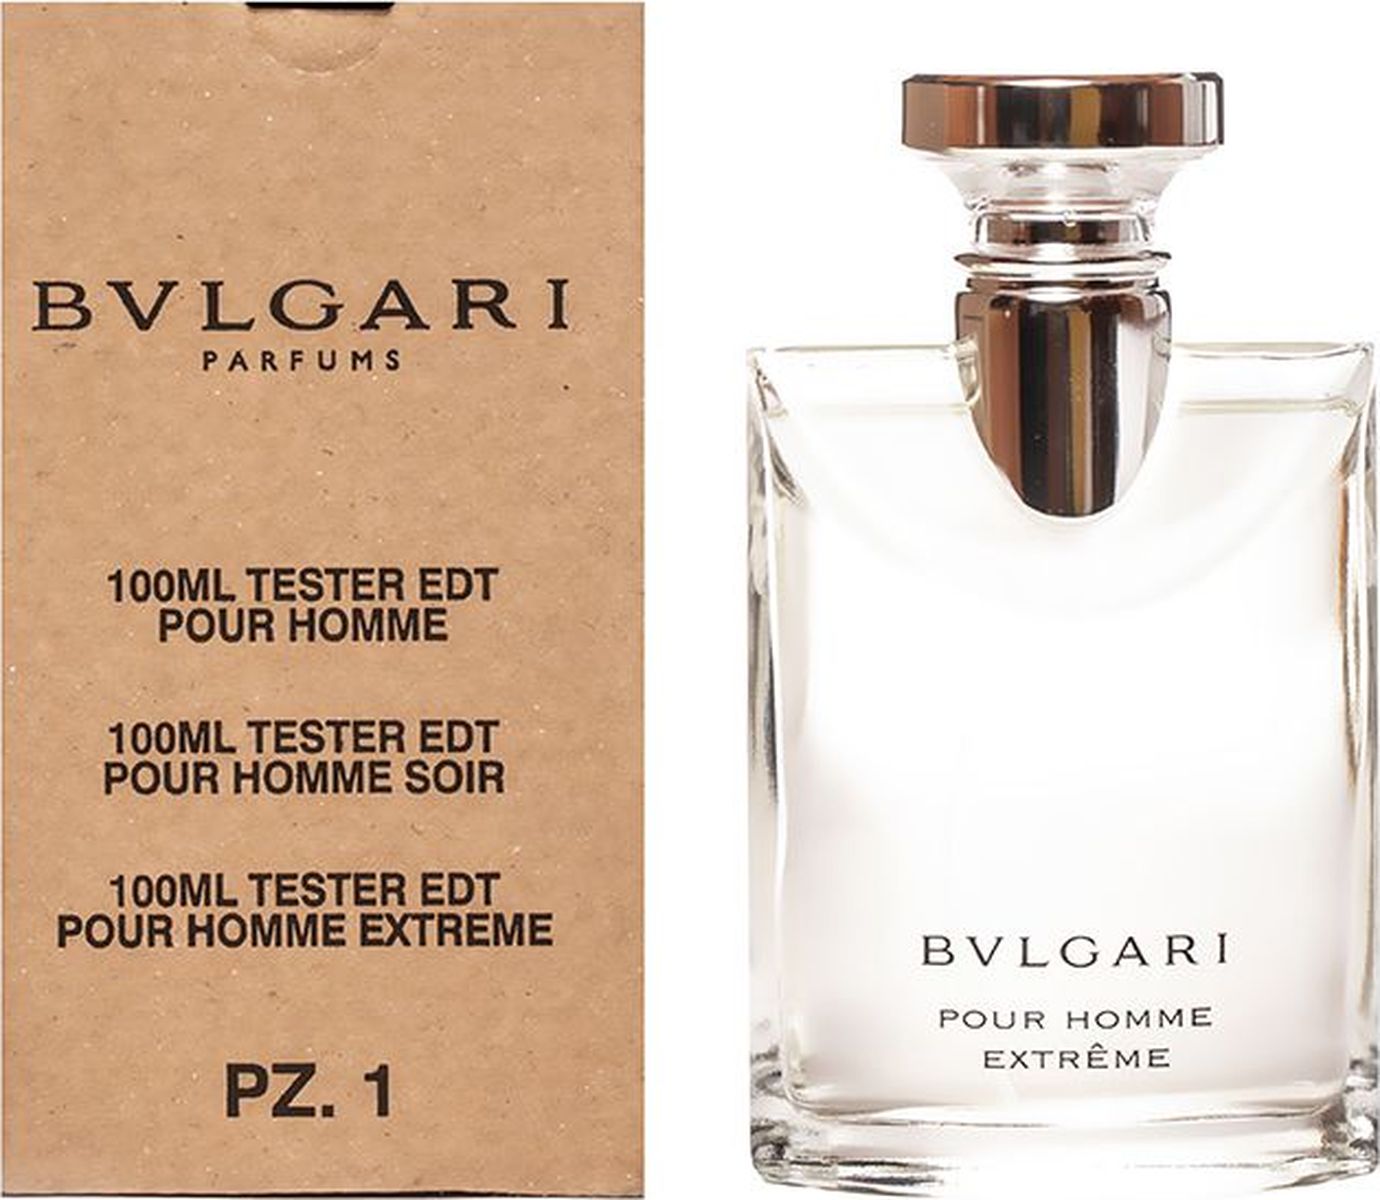 BVLGARI
PARFUMS
100ML TESTER EDT
POUR HOMME
100ML TESTER EDT
POUR HOMME SOIR
100ML TESTER EDT
POUR HOMME EXTREME
PZ. 1
BVLGARI
POUR HOMME
EXTRÊME